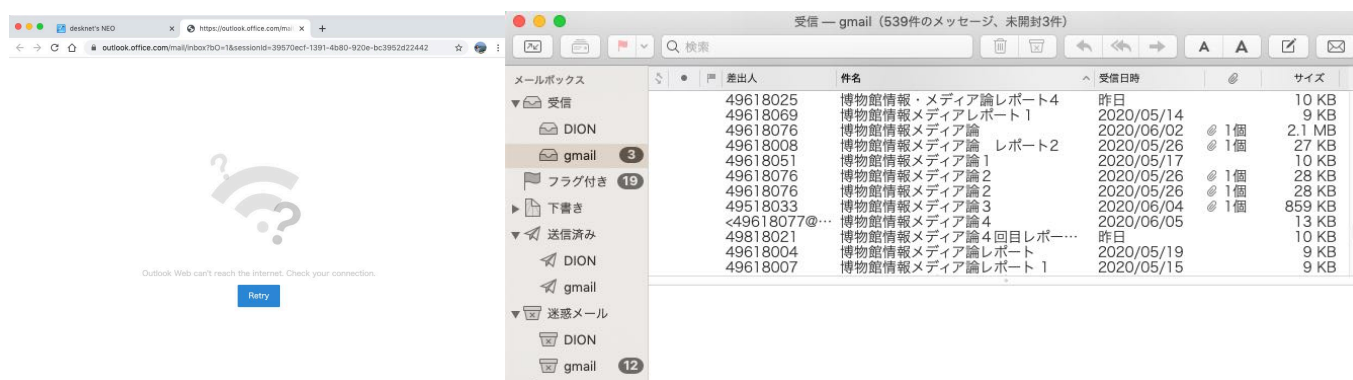 desknet's NEO
https://outlook.office.com/mai
outlook.office.com/mail/inbox?bO=1&sessionId=39570ecf-1391-4b80-920e-bc3952d22442
Outlook Web can't reach the internet. Check your connection.
Retry
受信 — gmail（539件のメッセージ、未開封3件）
検索
A A
メールボックス
受信
DION
gmail 3
フラグ付き 19
下書き
送信済み
DION
gmail
迷惑メール
DION
gmail 12
差出人 件名 受信日時 サイズ
49618025 博物館情報・メディア論レポート4 昨日 10 KB
49618069 博物館情報メディアレポート 1 2020/05/14 9 KB
49618076 博物館情報メディア論 2020/06/02 1個 2.1 MB
49618008 博物館情報メディア論　レポート2 2020/05/26 1個 27 KB
49618051 博物館情報メディア論 1 2020/05/17 10 KB
49618076 博物館情報メディア論２ 2020/05/26 1個 28 KB
49618076 博物館情報メディア論２ 2020/05/26 1個 28 KB
49518033 博物館情報メディア論３ 2020/06/04 1個 859 KB
<49618077@… 博物館情報メディア論４ 2020/06/05 13 KB
49818021 博物館情報メディア論４回目レポー… 昨日 10 KB
49618004 博物館情報メディア論レポート 2020/05/19 9 KB
49618007 博物館情報メディア論レポート 1 2020/05/15 9 KB